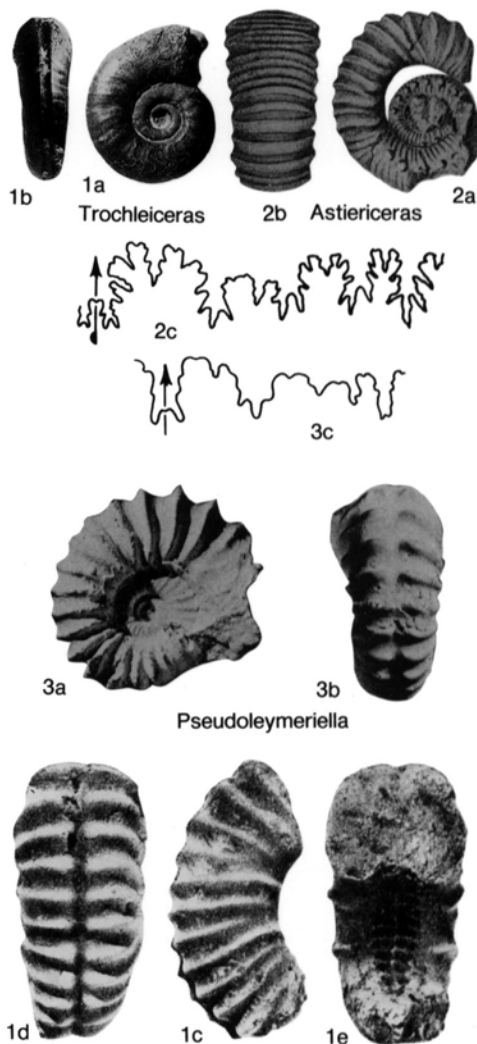 1b
1a
Trochleiceras
2b
Astiericeras
2a
2c
3c
3a
3b
Pseudoleymeriella
1d
1c
1e